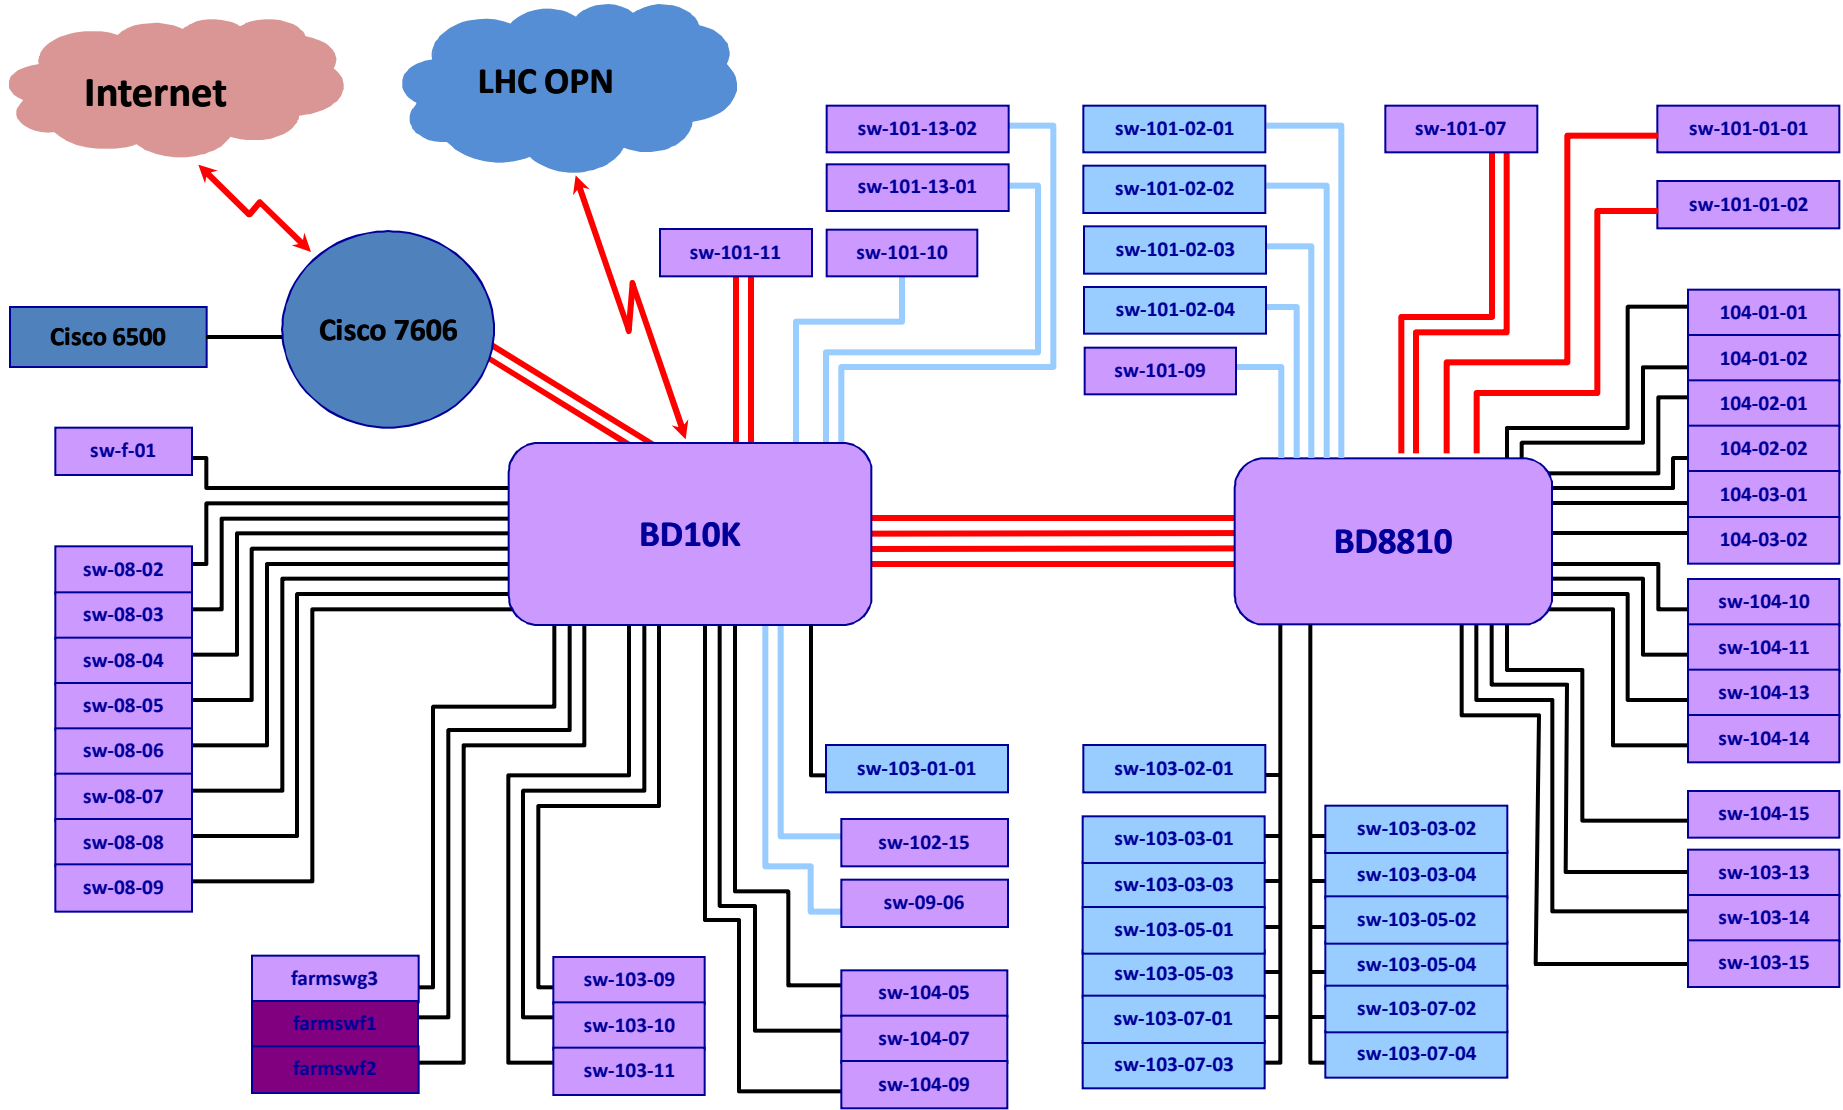 Internet
LHC OPN
sw-101-13-02
sw-101-02-01
sw-101-07
sw-101-01-01
sw-101-13-01
sw-101-02-02
sw-101-01-02
sw-101-11
sw-101-10
sw-101-02-03
sw-101-02-04
Cisco 6500
Cisco 7606
sw-101-09
104-01-01
104-01-02
104-02-01
104-02-02
104-03-01
104-03-02
sw-f-01
BD10K
BD8810
sw-08-02
sw-08-03
sw-08-04
sw-08-05
sw-08-06
sw-08-07
sw-08-08
sw-08-09
sw-104-10
sw-104-11
sw-104-13
sw-104-14
sw-103-01-01
sw-103-02-01
sw-104-15
sw-102-15
sw-09-06
sw-103-03-01
sw-103-03-03
sw-103-05-01
sw-103-05-03
sw-103-07-01
sw-103-07-03
sw-103-03-02
sw-103-03-04
sw-103-05-02
sw-103-05-04
sw-103-07-02
sw-103-07-04
sw-103-13
sw-103-14
sw-103-15
farmswg3
farmswf1
farmswf2
sw-103-09
sw-103-10
sw-103-11
sw-104-05
sw-104-07
sw-104-09